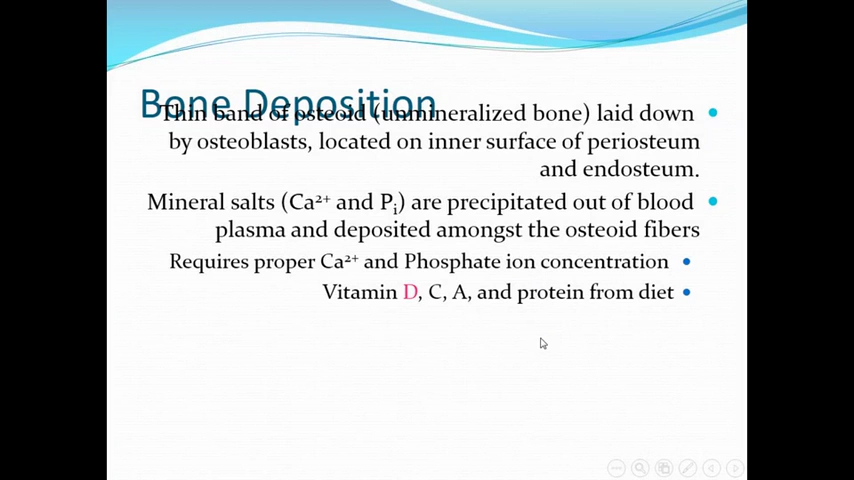 Bone Deposition
Thin band of osteoid (unmineralized bone) laid down
by osteoblasts, located on inner surface of periosteum
and endosteum.
Mineral salts (Ca²⁺ and Pᵢ) are precipitated out of blood
plasma and deposited amongst the osteoid fibers
Requires proper Ca²⁺ and Phosphate ion concentration
Vitamin D, C, A, and protein from diet